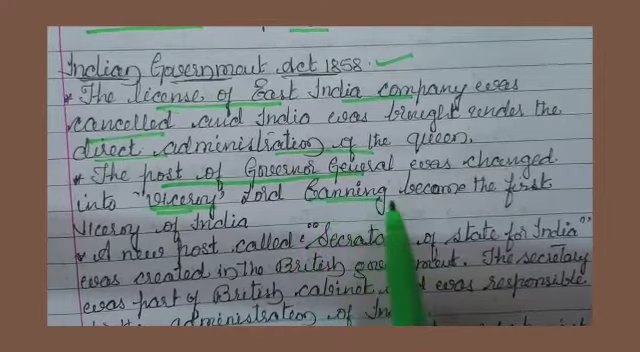 Indian Government Act 1858.
* The license of East India company was
cancelled and India was brought under the
direct administration of the queen.
* The post of Governor General was changed
into "viceroy" Lord Canning become the first
Viceroy of India
* A new post called "Secrata of state for India"
was created in the British government. The secretary
was part of British cabinet and was responsible
administration of